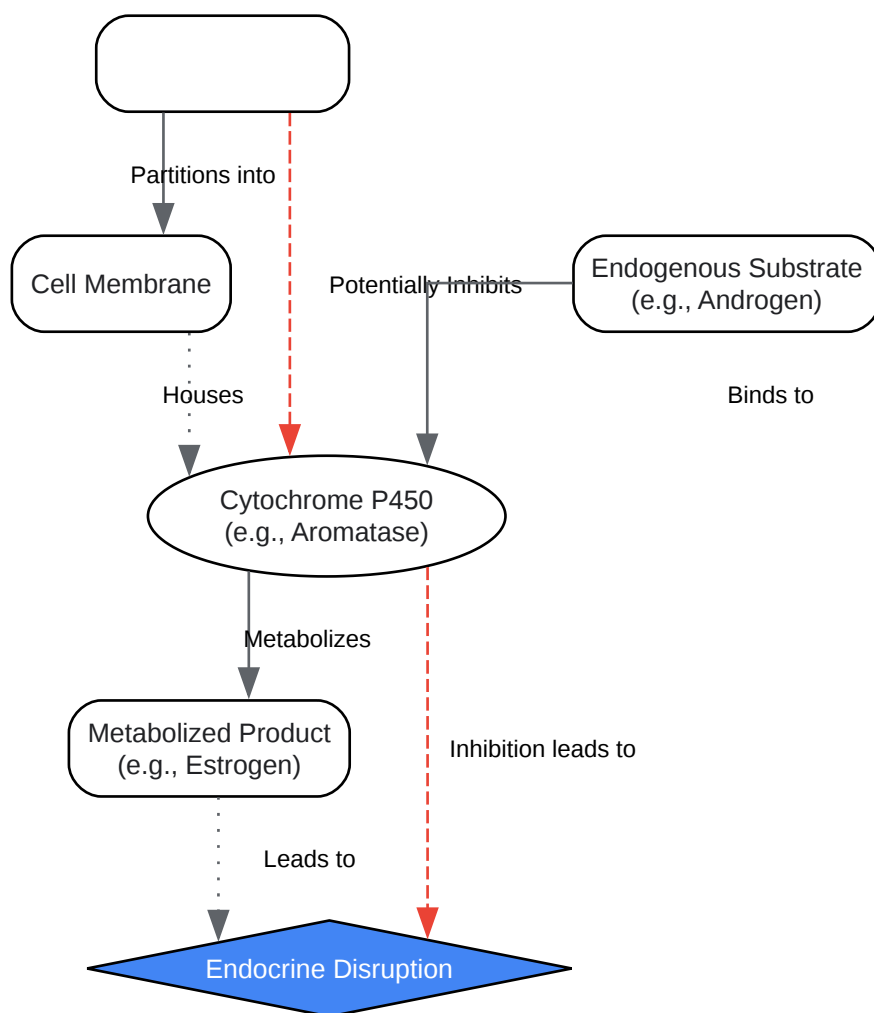 Partitions into
Cell Membrane
Potentially Inhibits
Endogenous Substrate
(e.g., Androgen)
Houses
Binds to
Cytochrome P450
(e.g., Aromatase)
Metabolizes
Metabolized Product
(e.g., Estrogen)
Inhibition leads to
Leads to
Endocrine Disruption